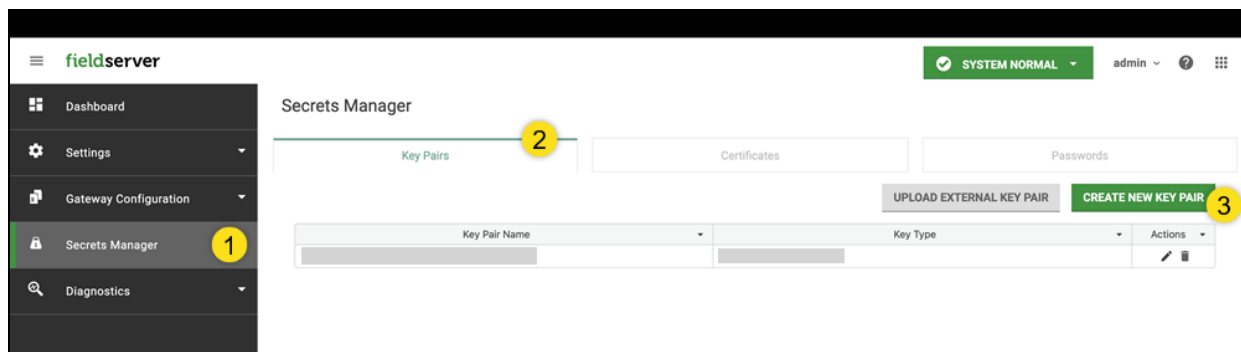 fieldserver
SYSTEM NORMAL
admin
Dashboard
Secrets Manager
Settings
2
Key Pairs
Certificates
Passwords
Gateway Configuration
UPLOAD EXTERNAL KEY PAIR
CREATE NEW KEY PAIR
3
Secrets Manager
1
Key Pair Name
Key Type
Actions
Diagnostics